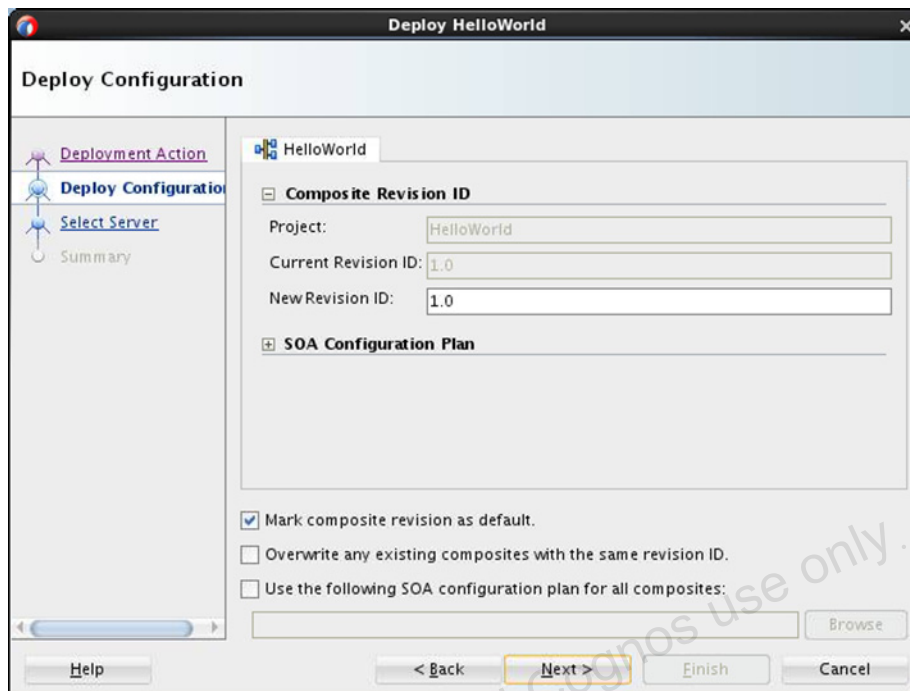 Deploy HelloWorld
Deploy Configuration
Deployment Action
Deploy Configuratio
Select Server
Summary
HelloWorld
Composite Revision ID
Project: HelloWorld
Current Revision ID: 1.0
New Revision ID: 1.0
SOA Configuration Plan
Mark composite revision as default.
Overwrite any existing composites with the same revision ID.
Use the following SOA configuration plan for all composites:
Browse
Help < Back Next > Finish Cancel
Cognos use only.